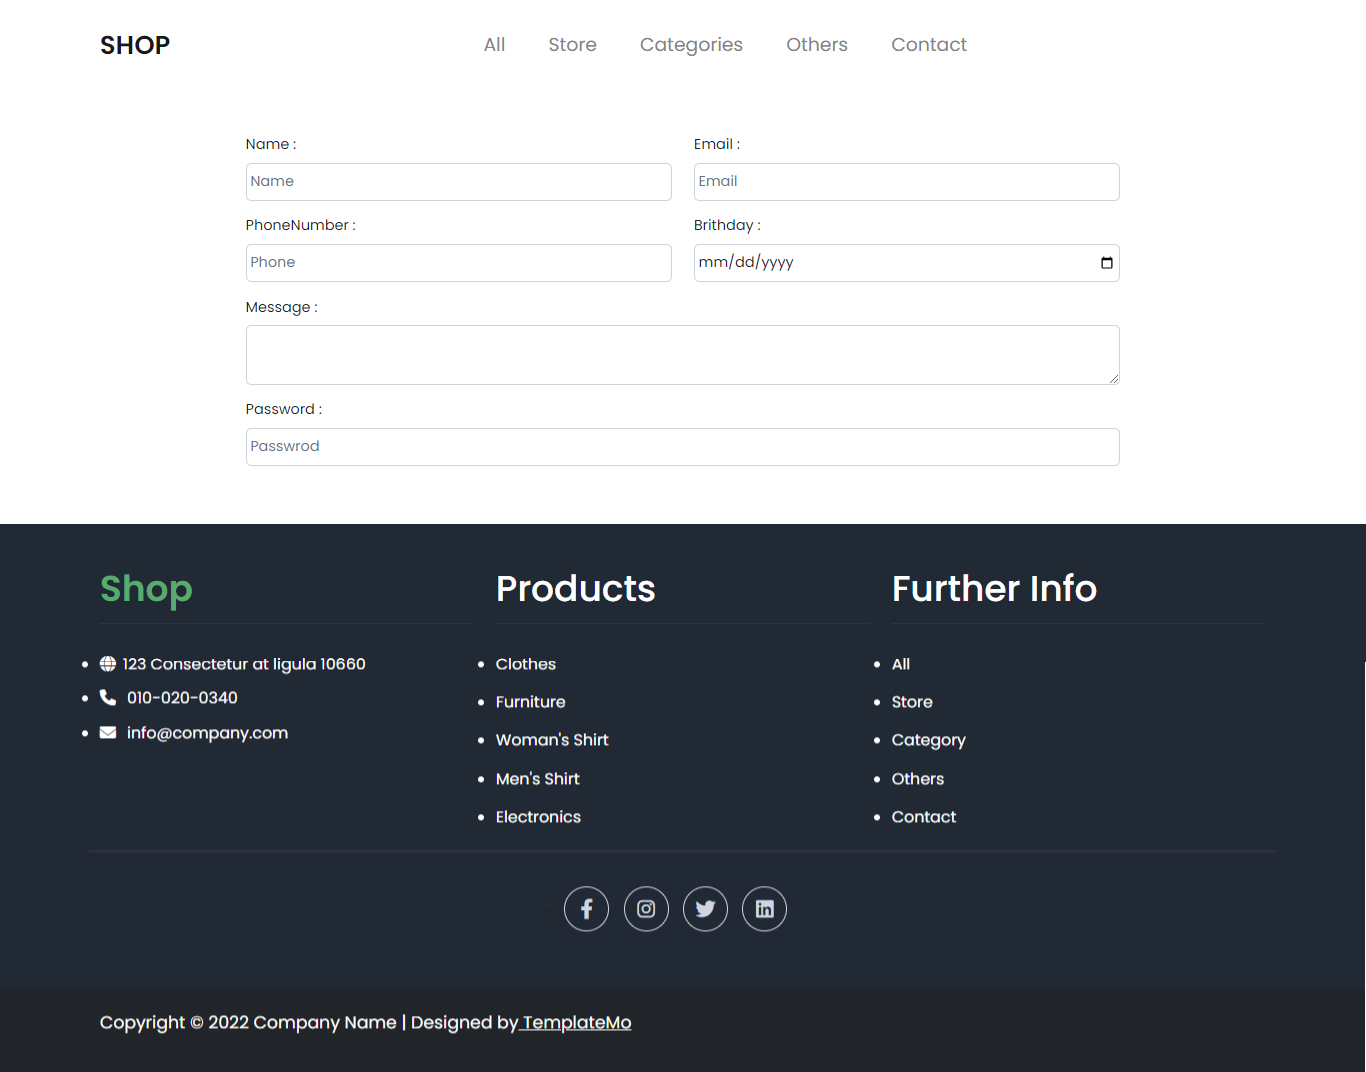 SHOP All Store Categories Others Contact
Name : Email :
Name Email
PhoneNumber : Brithday :
Phone mm/dd/yyyy
Message :
Password :
Passwrod
Shop Products Further Info
123 Consectetur at ligula 10660 Clothes All
010-020-0340 Furniture Store
info@company.com Woman's Shirt Category
Men's Shirt Others
Electronics Contact
Copyright © 2022 Company Name | Designed by TemplateMo